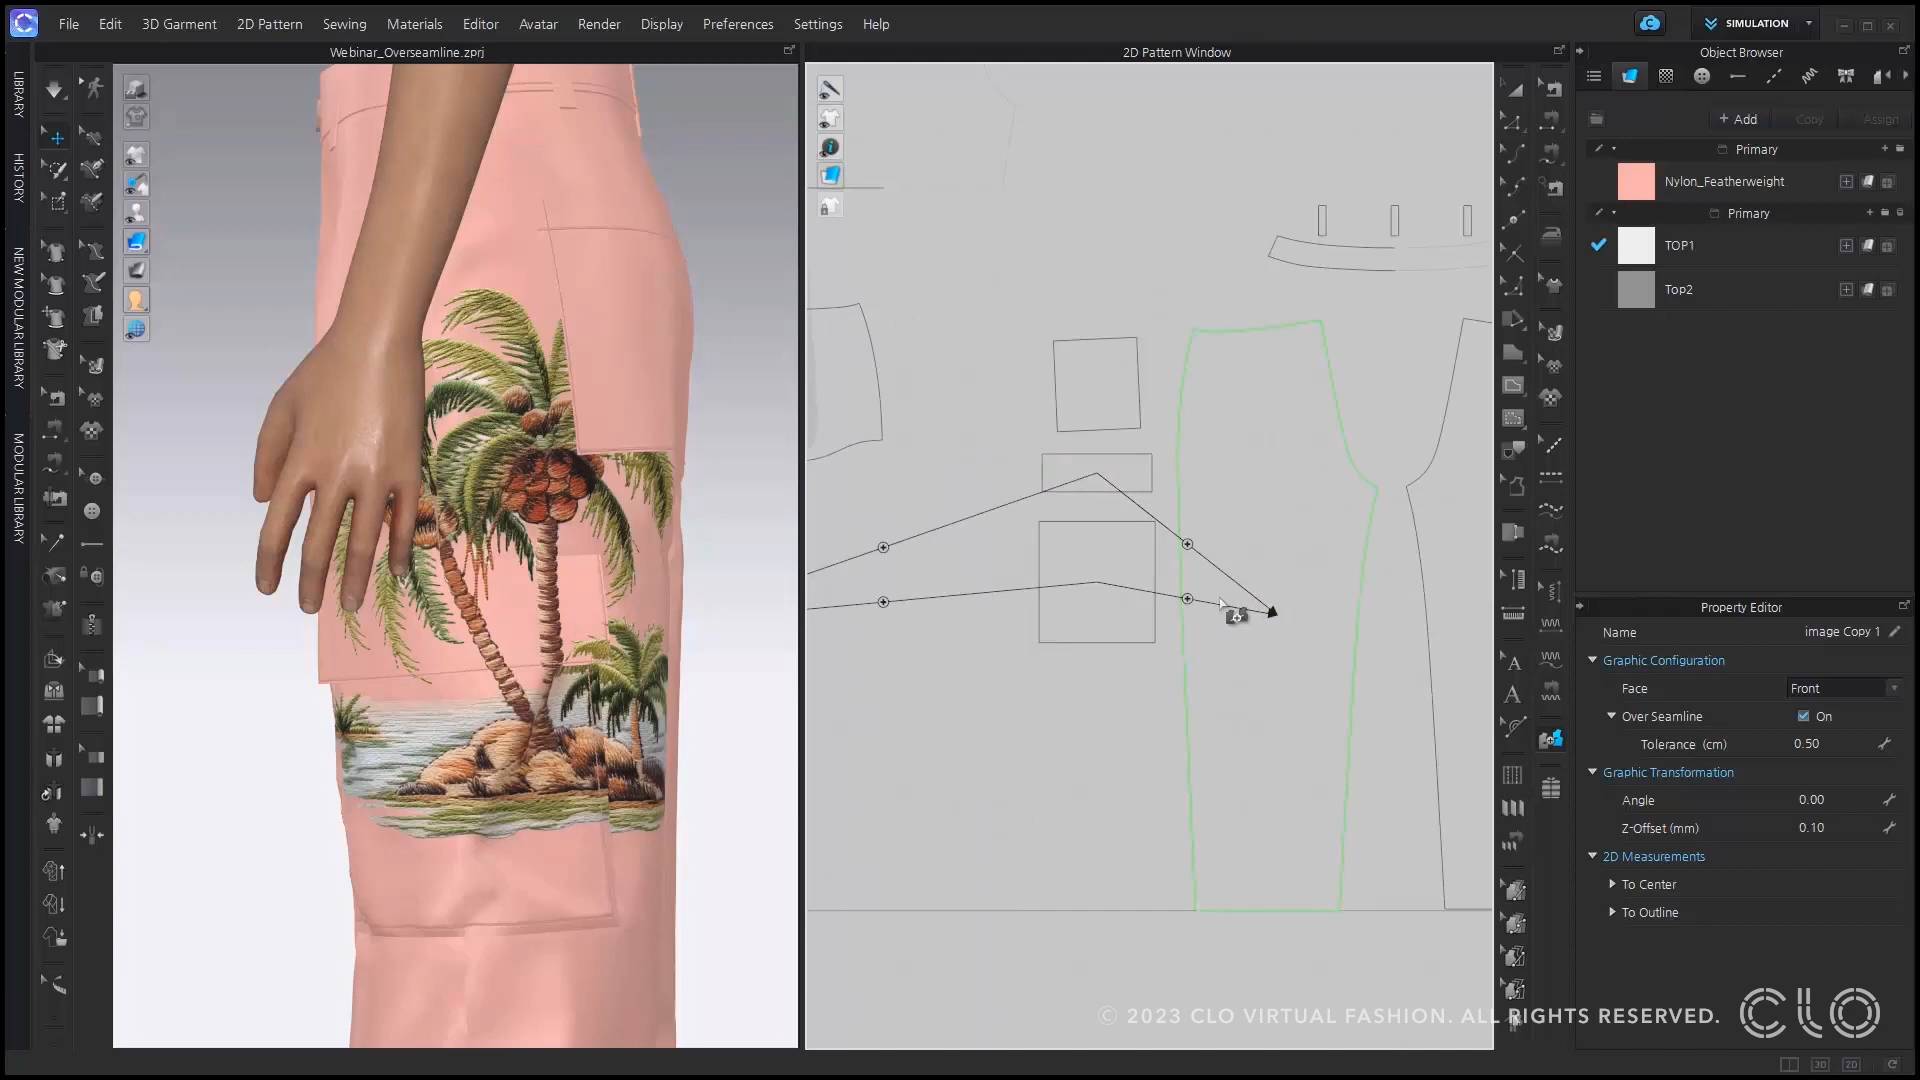 File Edit 3D Garment 2D Pattern Sewing Materials Editor Avatar Render Display Preferences Settings Help
SIMULATION
Webinar_Overseamline.zprj
2D Pattern Window
Object Browser
LIBRARY
HISTORY
NEW MODULAR LIBRARY
MODULAR LIBRARY
+ Add Copy Assign
Primary
Nylon_Featherweight
Primary
TOP1
Top2
Property Editor
Name image Copy 1
Graphic Configuration
Face Front
Over Seamline On
Tolerance (cm) 0.50
Graphic Transformation
Angle 0.00
Z-Offset (mm) 0.10
2D Measurements
To Center
To Outline
© 2023 CLO VIRTUAL FASHION. ALL RIGHTS RESERVED.
CLO
3D 2D